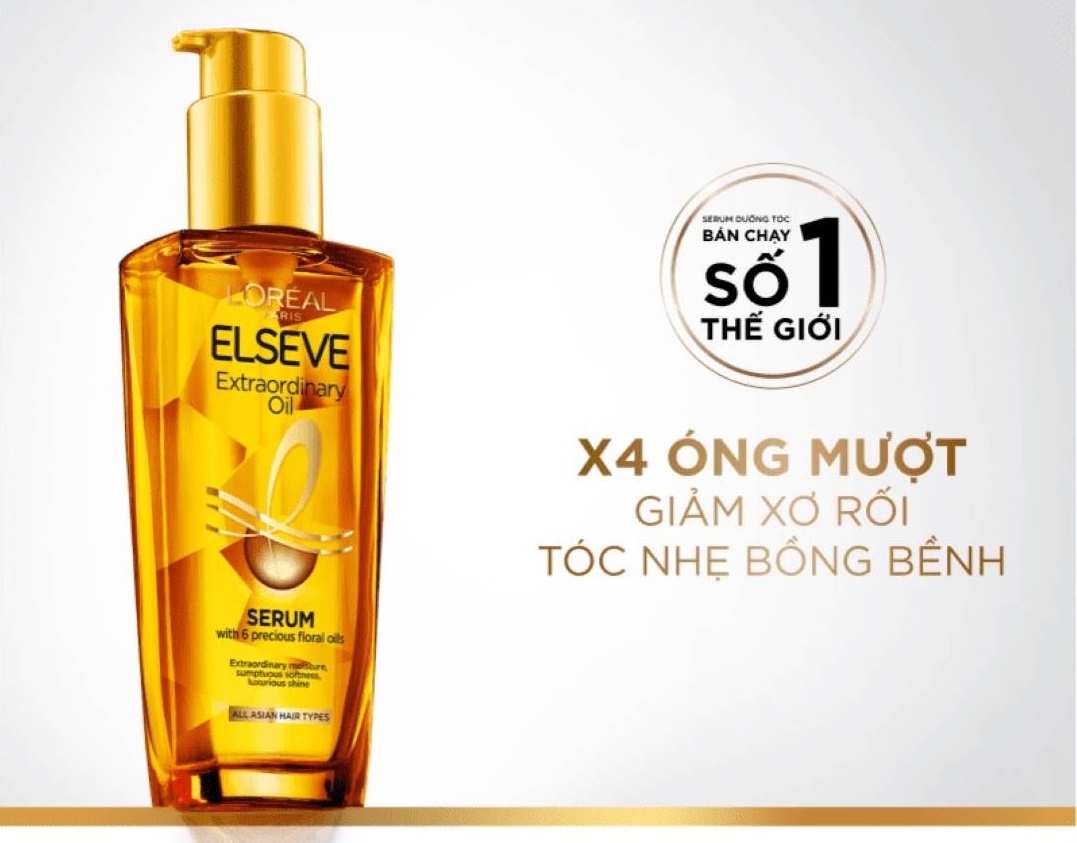 L'ORÉAL
PARIS
ELSEVE
Extraordinary
Oil
SERUM
with 6 precious floral oils
Extraordinary moisture,
sumptuous softness,
luxurious shine
ALL ASIAN HAIR TYPES
SERUM DƯỠNG TÓC
BÁN CHẠY
SỐ 1
THẾ GIỚI
X4 ÓNG MƯỢT
GIẢM XƠ RỐI
TÓC NHẸ BỒNG BỀNH